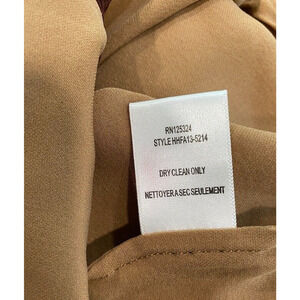 RN125324
STYLE HHFA13-5214
DRY CLEAN ONLY
NETTOYER A SEC SEULEMENT